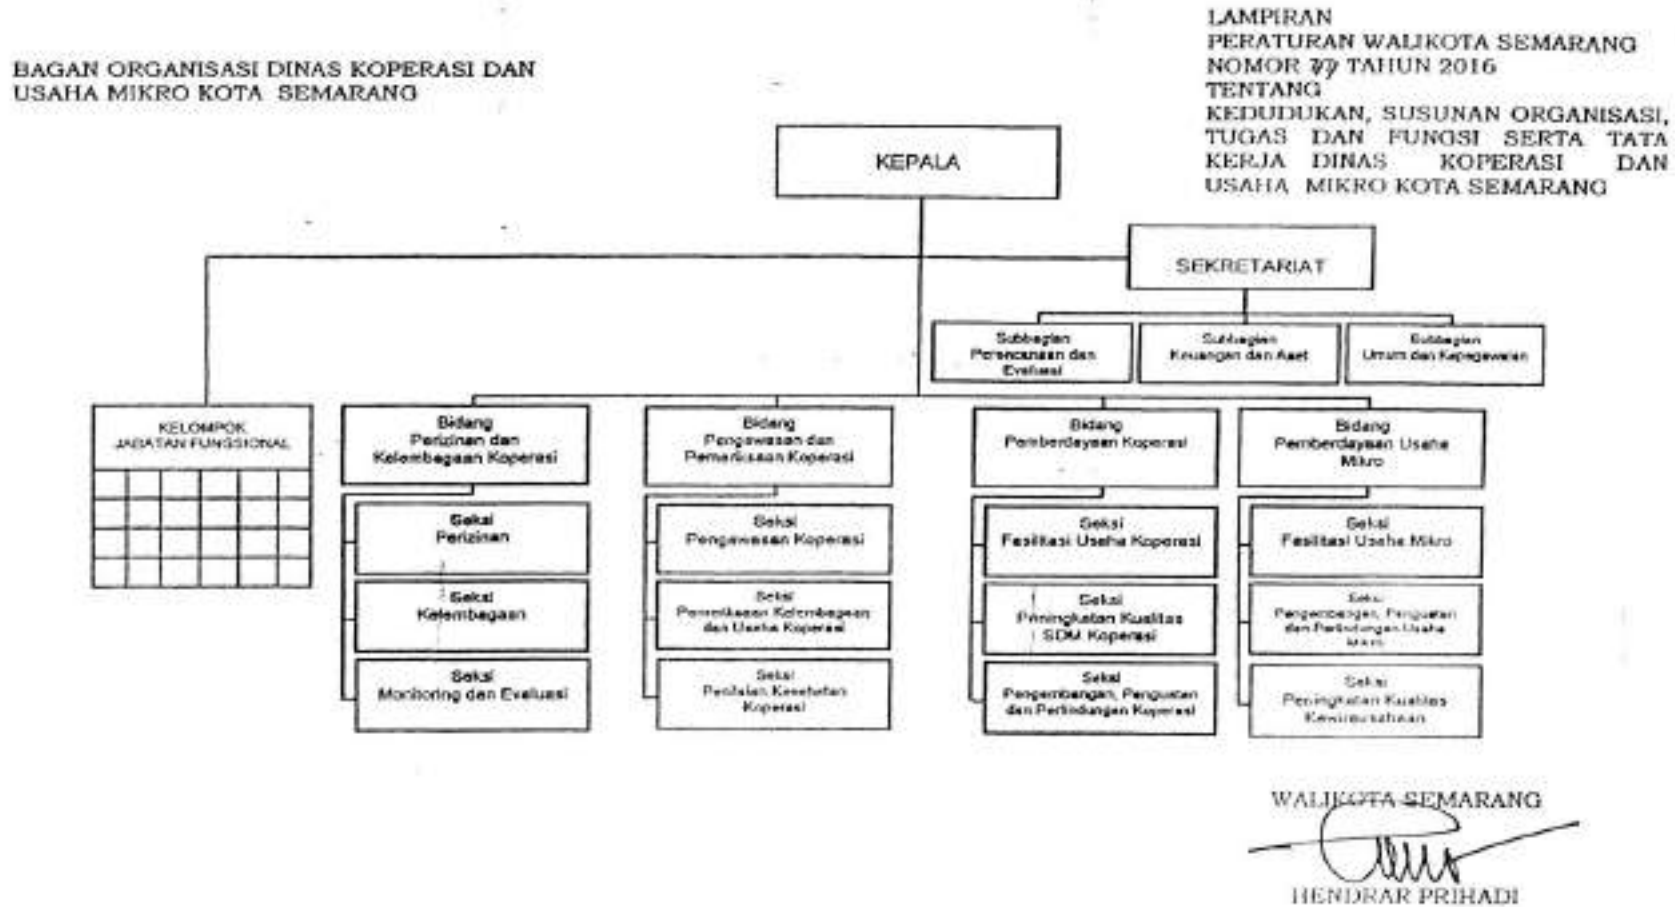 LAMPIRAN
PERATURAN WALIKOTA SEMARANG
NOMOR 77 TAHUN 2016
TENTANG
KEDUDUKAN, SUSUNAN ORGANISASI,
TUGAS DAN FUNGSI SERTA TATA
KERJA DINAS KOPERASI DAN
USAHA MIKRO KOTA SEMARANG
BAGAN ORGANISASI DINAS KOPERASI DAN
USAHA MIKRO KOTA SEMARANG
KEPALA
SEKRETARIAT
Subbagian
Perencanaan dan
Evaluasi
Subbagian
Keuangan dan Aset
Subbagian
Umum dan Kepegawaian
KELOMPOK
JABATAN FUNGSIONAL
Bidang
Perizinan dan
Kelembagaan Koperasi
Seksi
Perizinan
Seksi
Kelembagaan
Seksi
Monitoring dan Evaluasi
Bidang
Pengawasan dan
Pemeriksaan Koperasi
Seksi
Pengawasan Koperasi
Seksi
Pemeriksaan Kelembagaan
dan Usaha Koperasi
Seksi
Penilaian Kesehatan
Koperasi
Bidang
Pemberdayaan Koperasi
Seksi
Fasilitasi Usaha Koperasi
Seksi
Peningkatan Kualitas
SDM Koperasi
Seksi
Pengembangan, Penguatan
dan Perlindungan Koperasi
Bidang
Pemberdayaan Usaha
Mikro
Seksi
Fasilitasi Usaha Mikro
Seksi
Pengembangan, Penguatan
dan Perlindungan Usaha
Mikro
Seksi
Peningkatan Kualitas
Kewirausahaan
WALIKOTA SEMARANG
HENDRAR PRIHADI